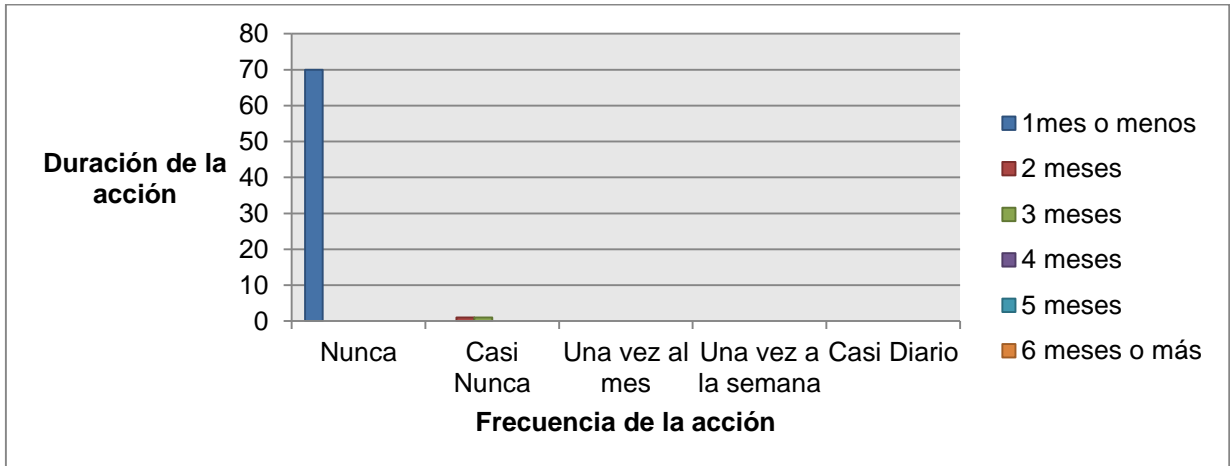 80
70
60
50
40
30
20
10
0
Duración de la
acción
Nunca
Casi
Nunca
Una vez al
mes
Una vez a
la semana
Casi Diario
Frecuencia de la acción
1mes o menos
2 meses
3 meses
4 meses
5 meses
6 meses o más